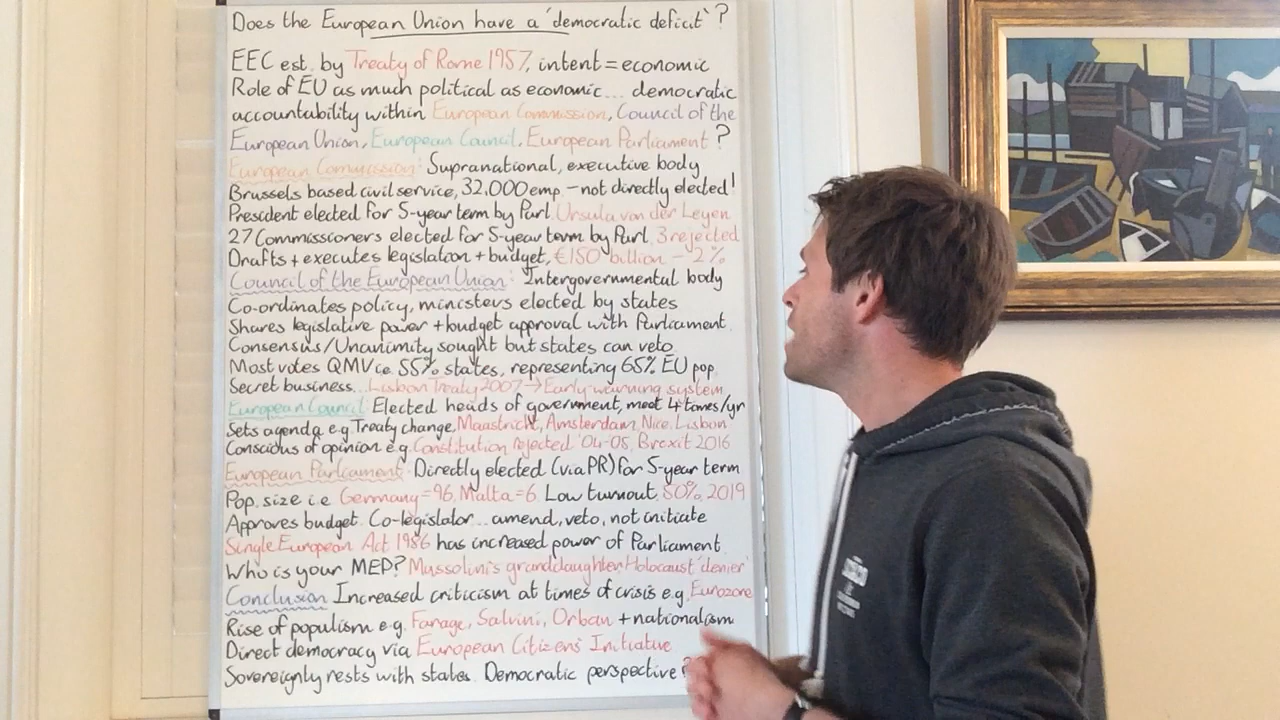 Does the European Union have a 'democratic deficit'?
EEC est. by Treaty of Rome 1957, intent = economic
Role of EU as much political as economic... democratic
accountability within European Commission, Council of the
European Union, European Council, European Parliament?
European Commission: Supranational, executive body
Brussels based civil service, 32,000 emp. - not directly elected!
President elected for 5-year term by Parl. Ursula von der Leyen
27 Commissioners elected for 5-year term by Parl. 3 rejected
Drafts + executes legislation + budget, €150 billion - 2%
Council of the European Union: Intergovernmental body
Co-ordinates policy, ministers elected by states
Shares legislative power + budget approval with Parliament.
Consensus/Unanimity sought but states can veto
Most votes QMV i.e. 55% states, representing 65% EU pop.
Secret business... Lisbon Treaty 2007 → Early-warning system
European Council: Elected heads of government, meet 4 times/yr
Sets agenda e.g. Treaty change, Maastricht, Amsterdam, Nice, Lisbon
Conscious of opinion e.g. Constitution rejected '04-05, Brexit 2016
European Parliament: Directly elected (via PR) for 5-year term
Pop. size i.e. Germany = 96, Malta = 6. Low turnout, 50%, 2019
Approves budget. Co-legislator... amend, veto, not initiate
Single European Act 1986 has increased power of Parliament
Who is your MEP? Mussolini's granddaughter 'Holocaust 'denier'
Conclusion Increased criticism at times of crisis e.g. Eurozone
Rise of populism e.g. Farage, Salvini, Orban + nationalism
Direct democracy via European Citizens' Initiative
Sovereignty rests with states. Democratic perspective?